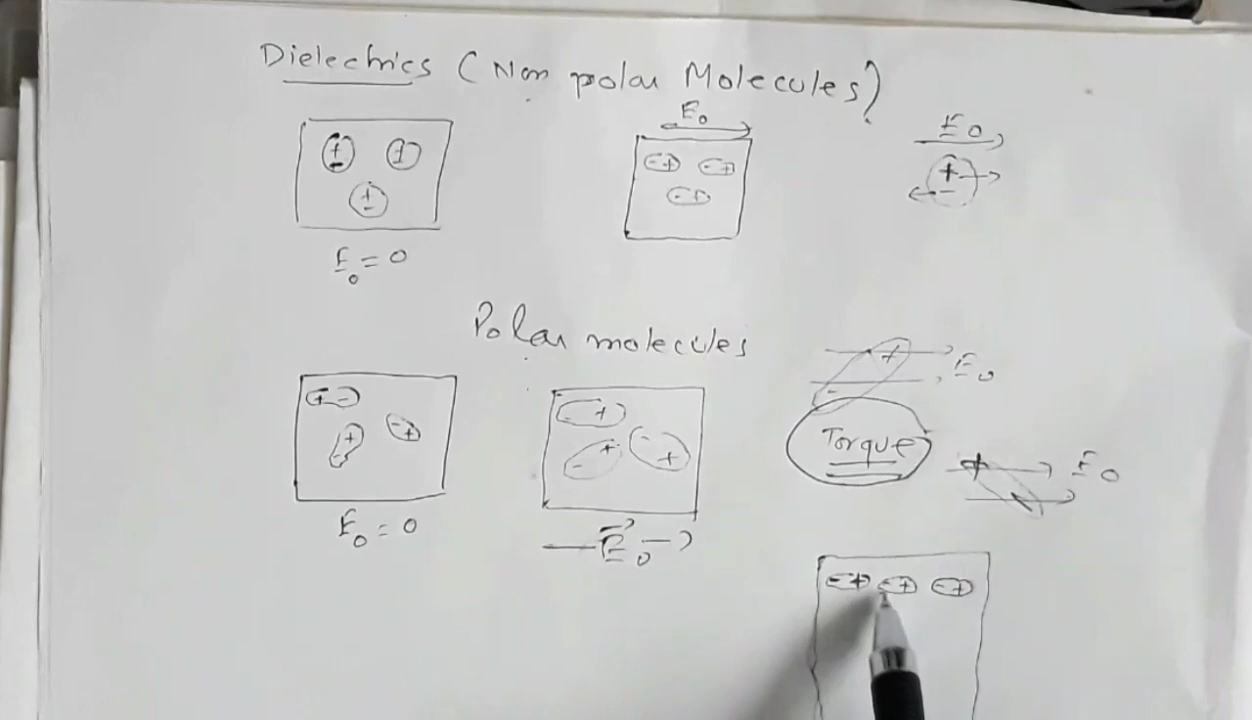 Dielectrics (Non polar Molecules)
E₀
E₀
+ - + - + -
- + - + - +
+ -
E₀ = 0
Polar molecules
E₀
+ - - + + -
- + - + - +
Torque
E₀
E₀ = 0
E₀
- + - + - +